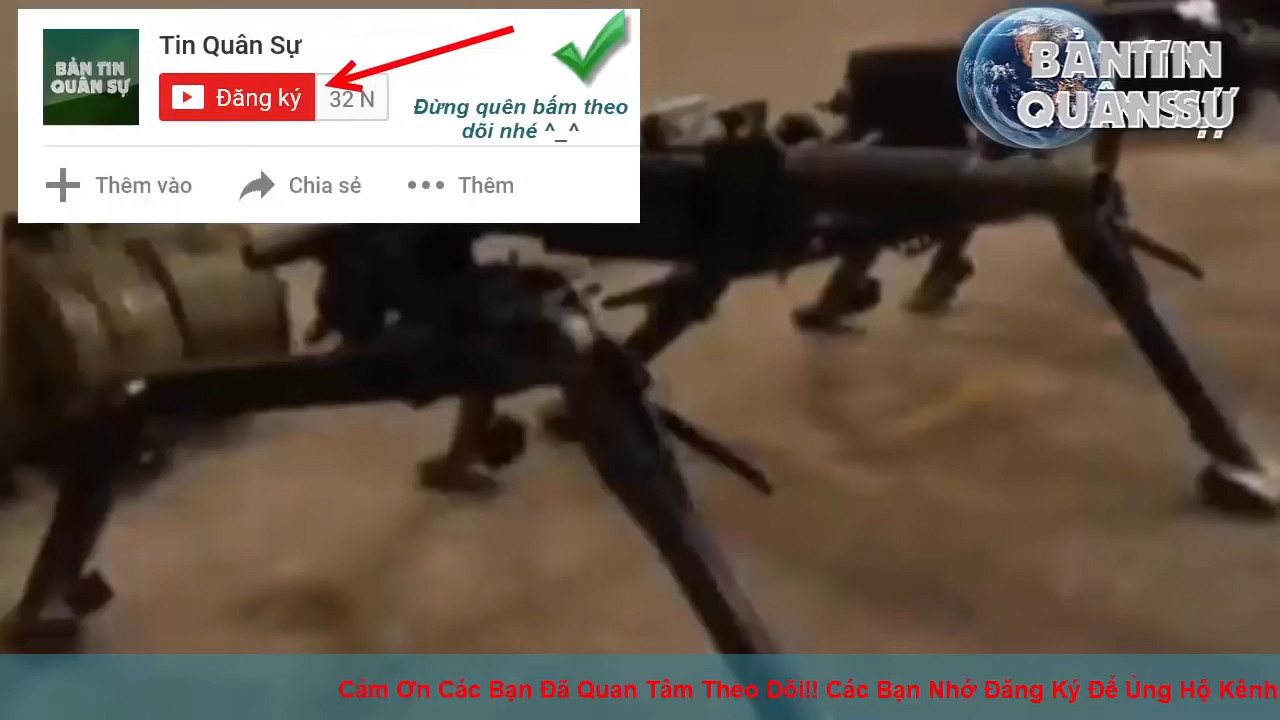 Tin Quân Sự
BẢN TIN
QUÂN SỰ
Đăng ký
32 N
Đừng quên bấm theo
dõi nhé ^_^
Thêm vào
Chia sẻ
Thêm
BẢN TIN
QUÂN SỰ
Cảm Ơn Các Bạn Đã Quan Tâm Theo Dõi!! Các Bạn Nhớ Đăng Ký Để Ủng Hộ Kênh